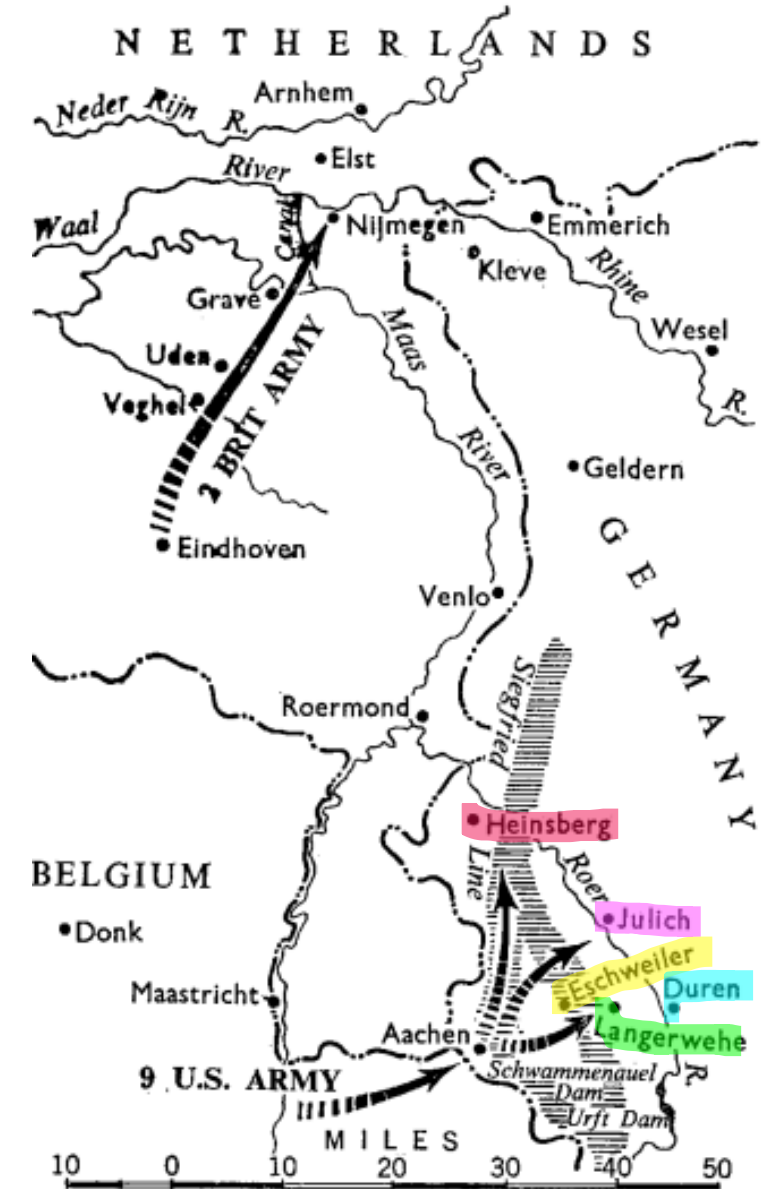 NETHERLANDS
Neder Rijn R.
Arnhem
Elst
River
Waal
Canal
Nijmegen
Emmerich
Kleve
Rhine
Grave
Maas
Wesel
Uden
R.
Veghel
2 BRIT ARMY
River
Geldern
Eindhoven
GERMANY
Venlo
Siegfried
Roermond
Heinsberg
Line
Roer
BELGIUM
Julich
Donk
Eschweiler
Duren
Maastricht
Langerwehe
Aachen
Schwammenauel
Dam
R.
9 U.S. ARMY
Urft Dam
MILES
10 0 10 20 30 40 50